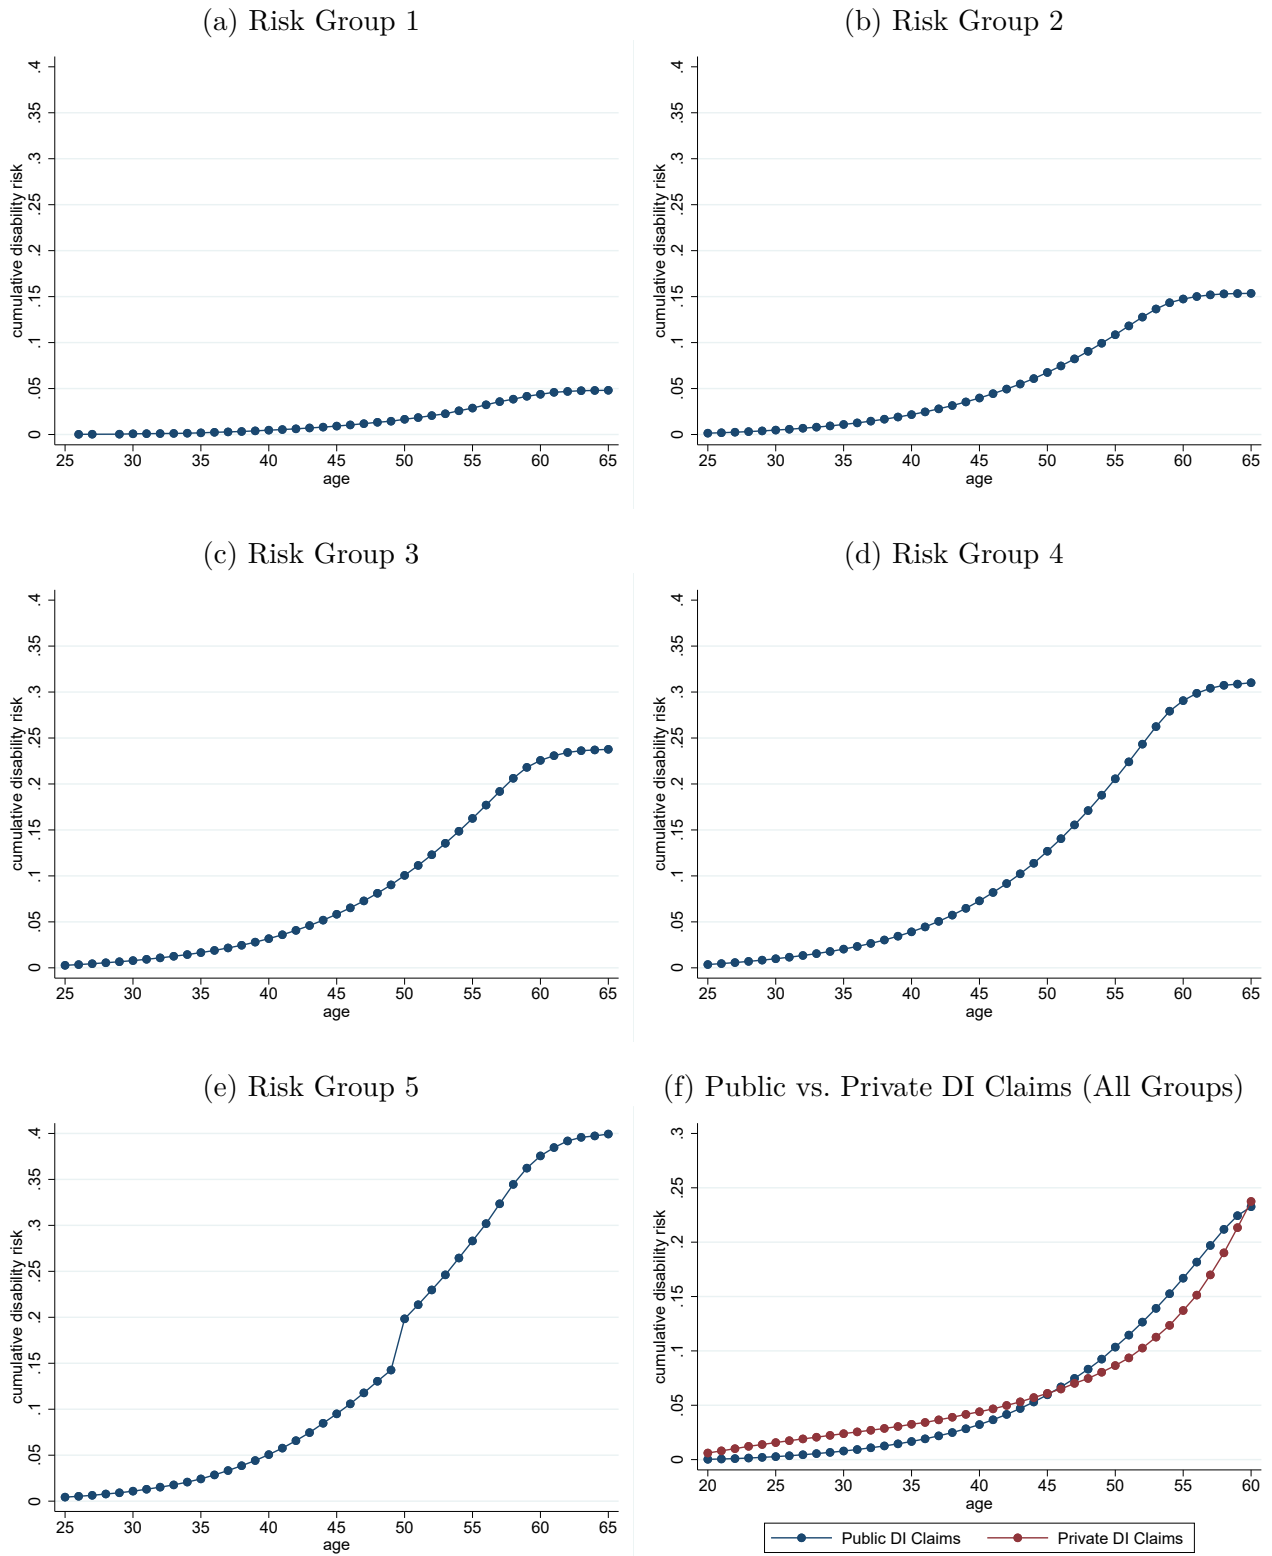 (a) Risk Group 1
cumulative disability risk
0 .05 .1 .15 .2 .25 .3 .35 .4
25 30 35 40 45 50 55 60 65
age
(b) Risk Group 2
cumulative disability risk
0 .05 .1 .15 .2 .25 .3 .35 .4
25 30 35 40 45 50 55 60 65
age
(c) Risk Group 3
cumulative disability risk
0 .05 .1 .15 .2 .25 .3 .35 .4
25 30 35 40 45 50 55 60 65
age
(d) Risk Group 4
cumulative disability risk
0 .05 .1 .15 .2 .25 .3 .35 .4
25 30 35 40 45 50 55 60 65
age
(e) Risk Group 5
cumulative disability risk
0 .05 .1 .15 .2 .25 .3 .35 .4
25 30 35 40 45 50 55 60 65
age
(f) Public vs. Private DI Claims (All Groups)
cumulative disability risk
0 .05 .1 .15 .2 .25 .3
20 25 30 35 40 45 50 55 60
age
Public DI Claims Private DI Claims